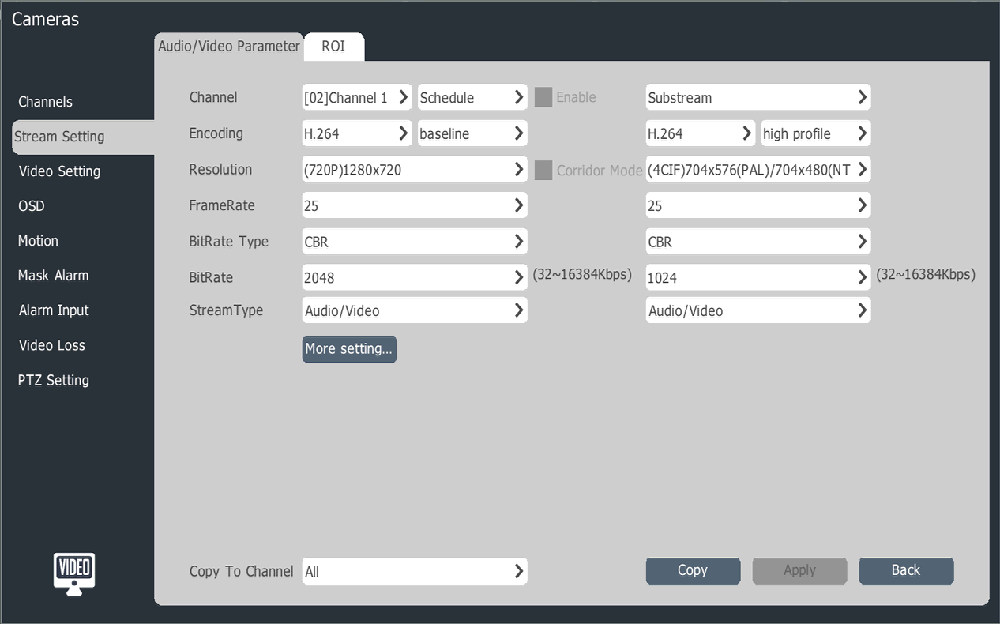 Cameras
Audio/Video Parameter ROI
Channels
Stream Setting
Video Setting
OSD
Motion
Mask Alarm
Alarm Input
Video Loss
PTZ Setting
VIDEO
Channel [02]Channel 1 Schedule Enable Substream
Encoding H.264 baseline H.264 high profile
Resolution (720P)1280x720 Corridor Mode (4CIF)704x576(PAL)/704x480(NT
FrameRate 25 25
BitRate Type CBR CBR
BitRate 2048 (32~16384Kbps) 1024 (32~16384Kbps)
StreamType Audio/Video Audio/Video
More setting...
Copy To Channel All Copy Apply Back